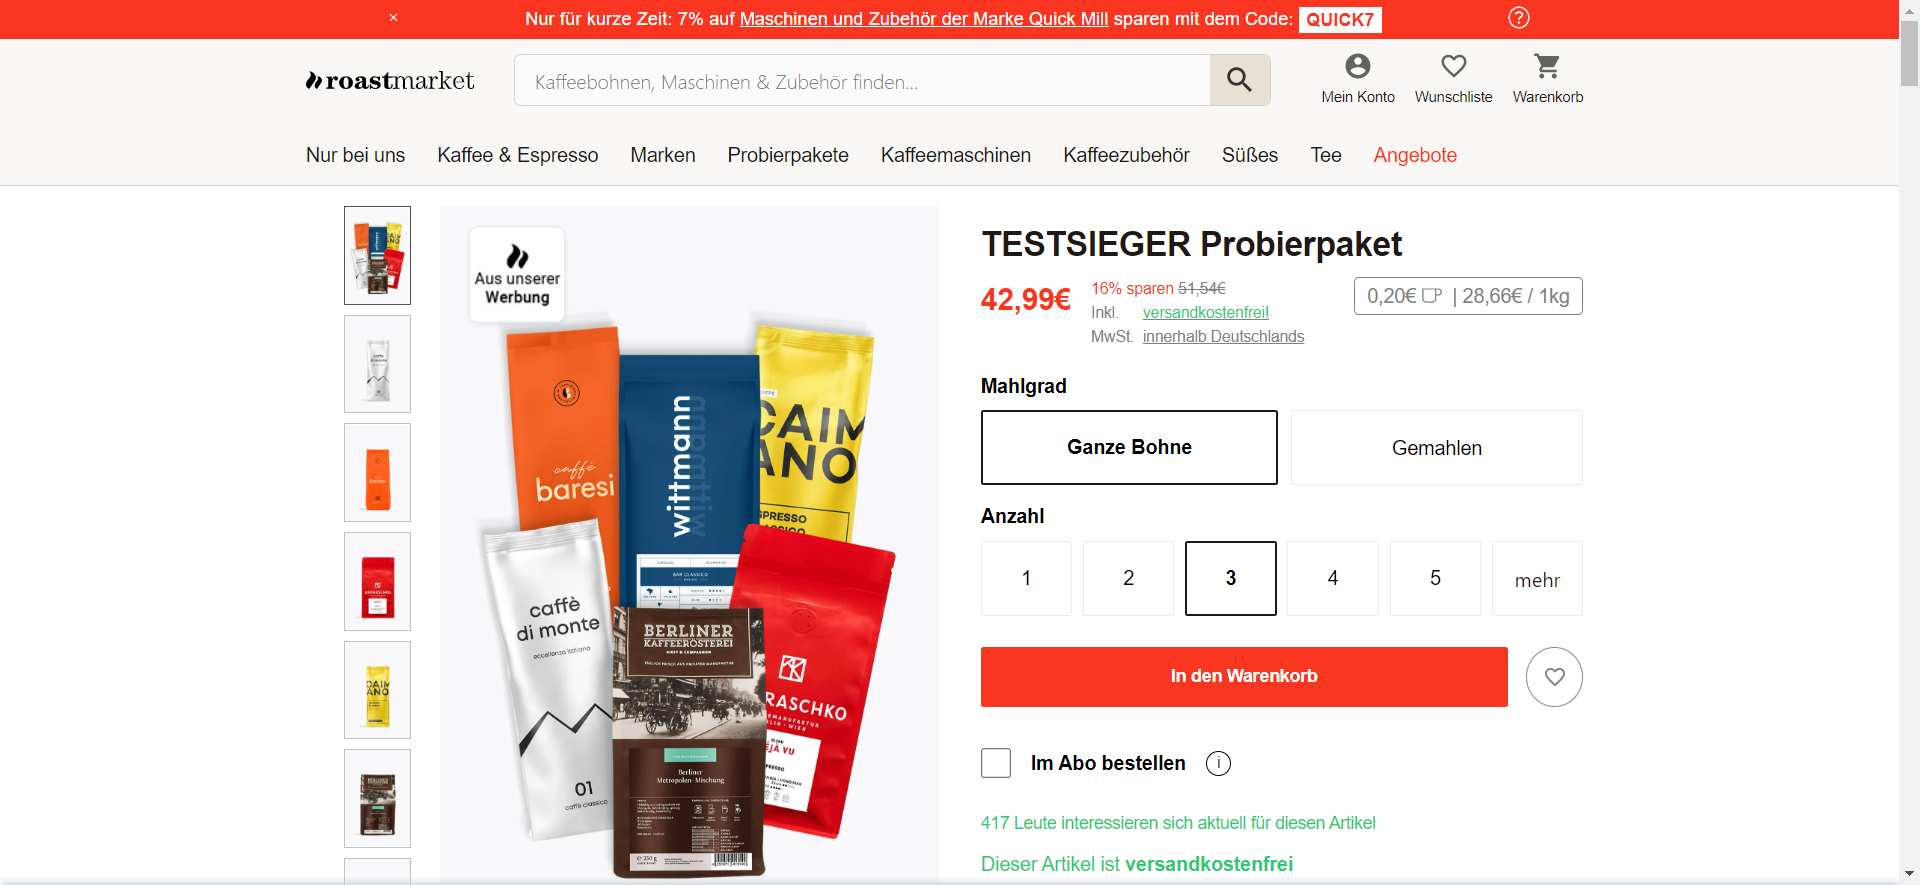 Nur für kurze Zeit: 7% auf Maschinen und Zubehör der Marke Quick Mill sparen mit dem Code: QUICK7
roastmarket
Kaffeebohnen, Maschinen & Zubehör finden...
Mein Konto
Wunschliste
Warenkorb
Nur bei uns
Kaffee & Espresso
Marken
Probierpakete
Kaffeemaschinen
Kaffeezubehör
Süßes
Tee
Angebote
Aus unserer
Werbung
caffè
baresi
wittmann
CAIM
ANO
BAR CLASSICO
caffè
di monte
eccellenza italiana
01
caffè classico
BERLINER
KAFFEERÖSTEREI
Berliner
Metropolen-Mischung
250 g
RASCHKO
TESTSIEGER Probierpaket
42,99€
16% sparen 51,54€
Inkl. versandkostenfrei!
MwSt. innerhalb Deutschlands
0,20€ | 28,66€ / 1kg
Mahlgrad
Ganze Bohne
Gemahlen
Anzahl
1
2
3
4
5
mehr
In den Warenkorb
Im Abo bestellen
417 Leute interessieren sich aktuell für diesen Artikel
Dieser Artikel ist versandkostenfrei